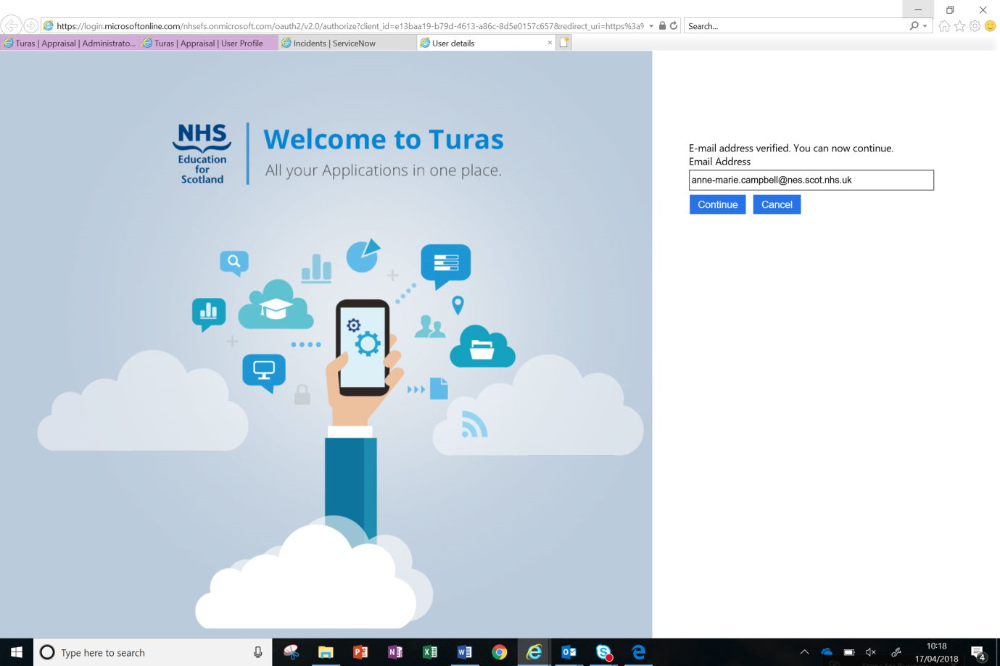 https://login.microsoftonline.com/nhsefs.onmicrosoft.com/oauth2/v2.0/authorize?client_id=e13baa19-b79d-4613-a86c-8d5e0157c657&redirect_uri=https%3a%
Search...
Turas | Appraisal | Administrato...
Turas | Appraisal | User Profile
Incidents | ServiceNow
User details
NHS
Education
for
Scotland
Welcome to Turas
All your Applications in one place.
E-mail address verified. You can now continue.
Email Address
anne-marie.campbell@nes.scot.nhs.uk
Continue
Cancel
Type here to search
10:18
17/04/2018
4